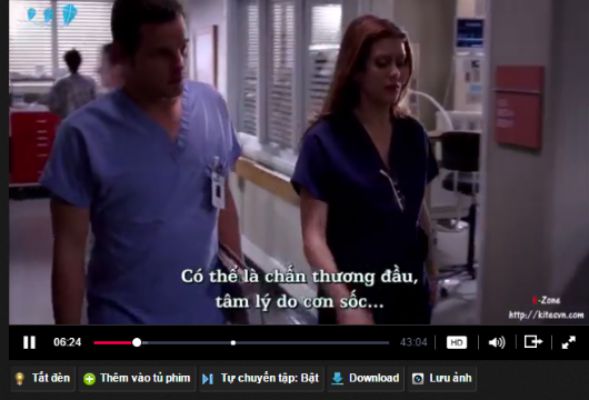 Có thể là chấn thương đầu,
tâm lý do cơn sốc...
K-Zone
http://kitesvn.com
06:24
43:04
HD
Tắt đèn
Thêm vào tủ phim
Tự chuyển tập: Bật
Download
Lưu ảnh